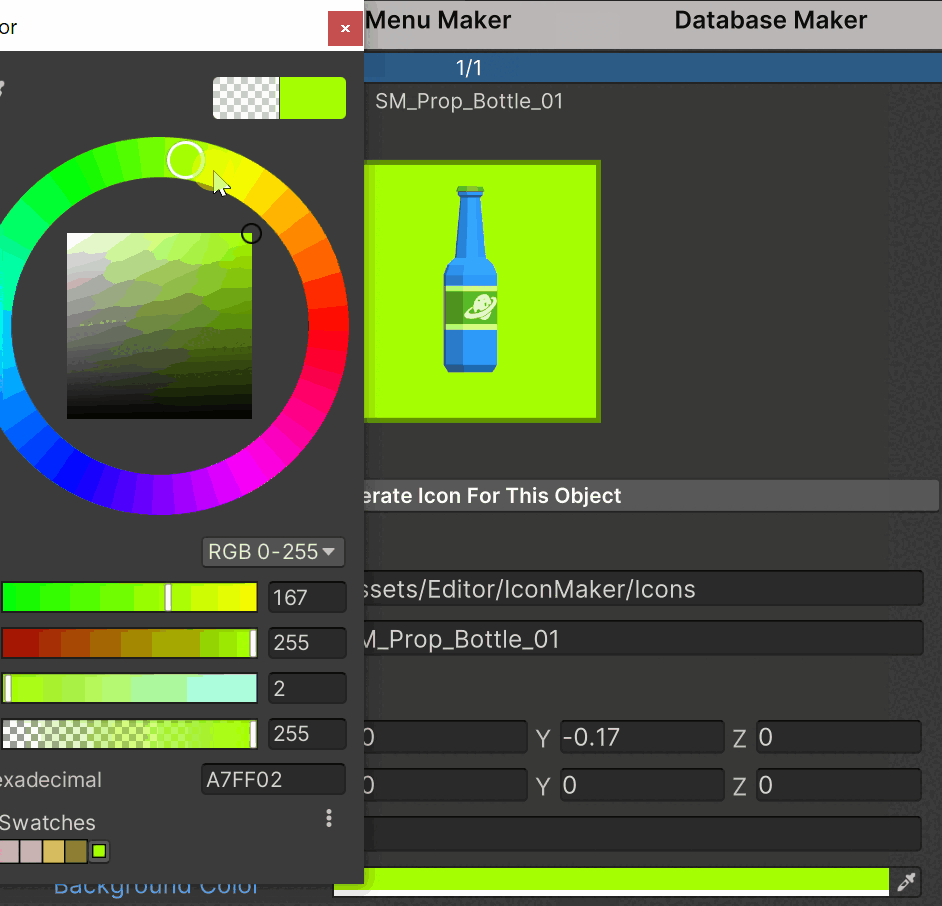 or
Menu Maker
Database Maker
1/1
SM_Prop_Bottle_01
erate Icon For This Object
RGB 0-255
167
255
2
255
ssets/Editor/IconMaker/Icons
M_Prop_Bottle_01
0 Y -0.17 Z 0
0 Y 0 Z 0
exadecimal A7FF02
Swatches
Background Color